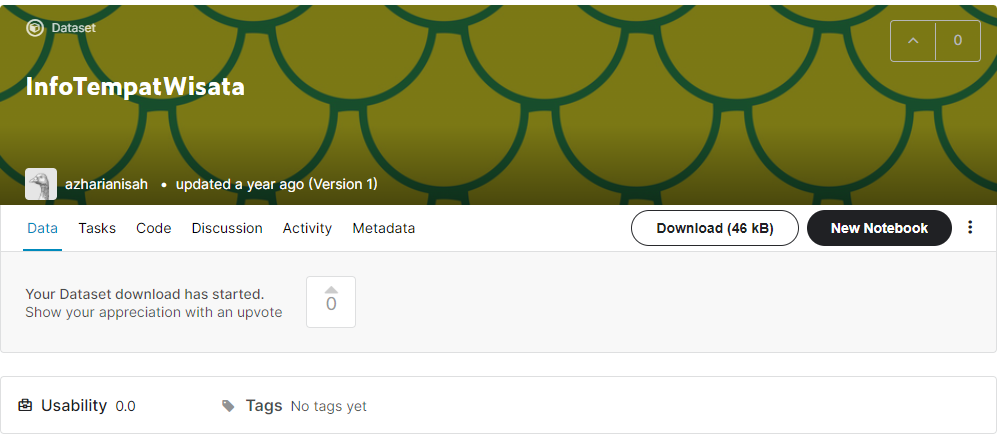 Dataset
0
InfoTempatWisata
azharianisah • updated a year ago (Version 1)
Data Tasks Code Discussion Activity Metadata Download (46 kB) New Notebook
Your Dataset download has started.
Show your appreciation with an upvote
0
Usability 0.0 Tags No tags yet